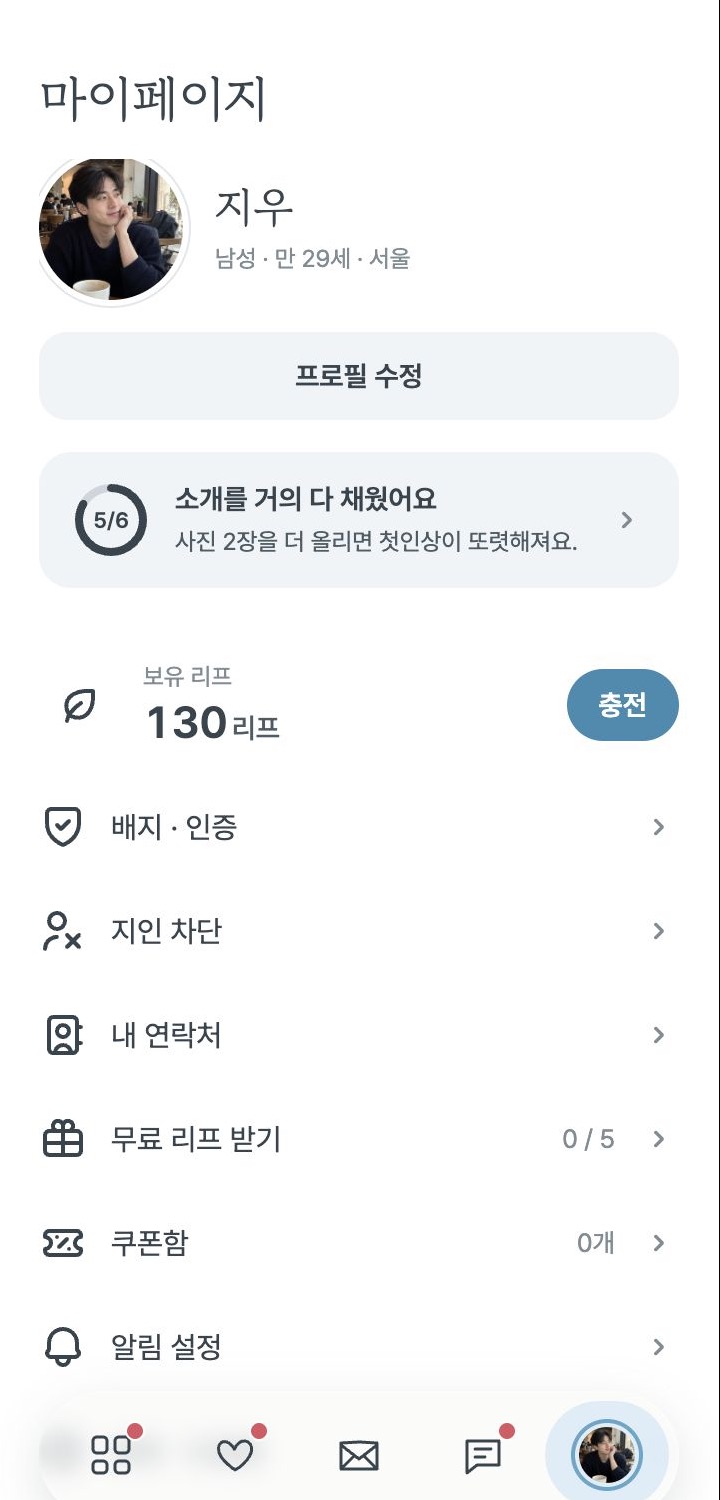 마이페이지
지우
남성 · 만 29세 · 서울
프로필 수정
5/6
소개를 거의 다 채웠어요
사진 2장을 더 올리면 첫인상이 또렷해져요.
보유 리프
130 리프
충전
배지 · 인증
지인 차단
내 연락처
무료 리프 받기 0 / 5
쿠폰함 0개
알림 설정